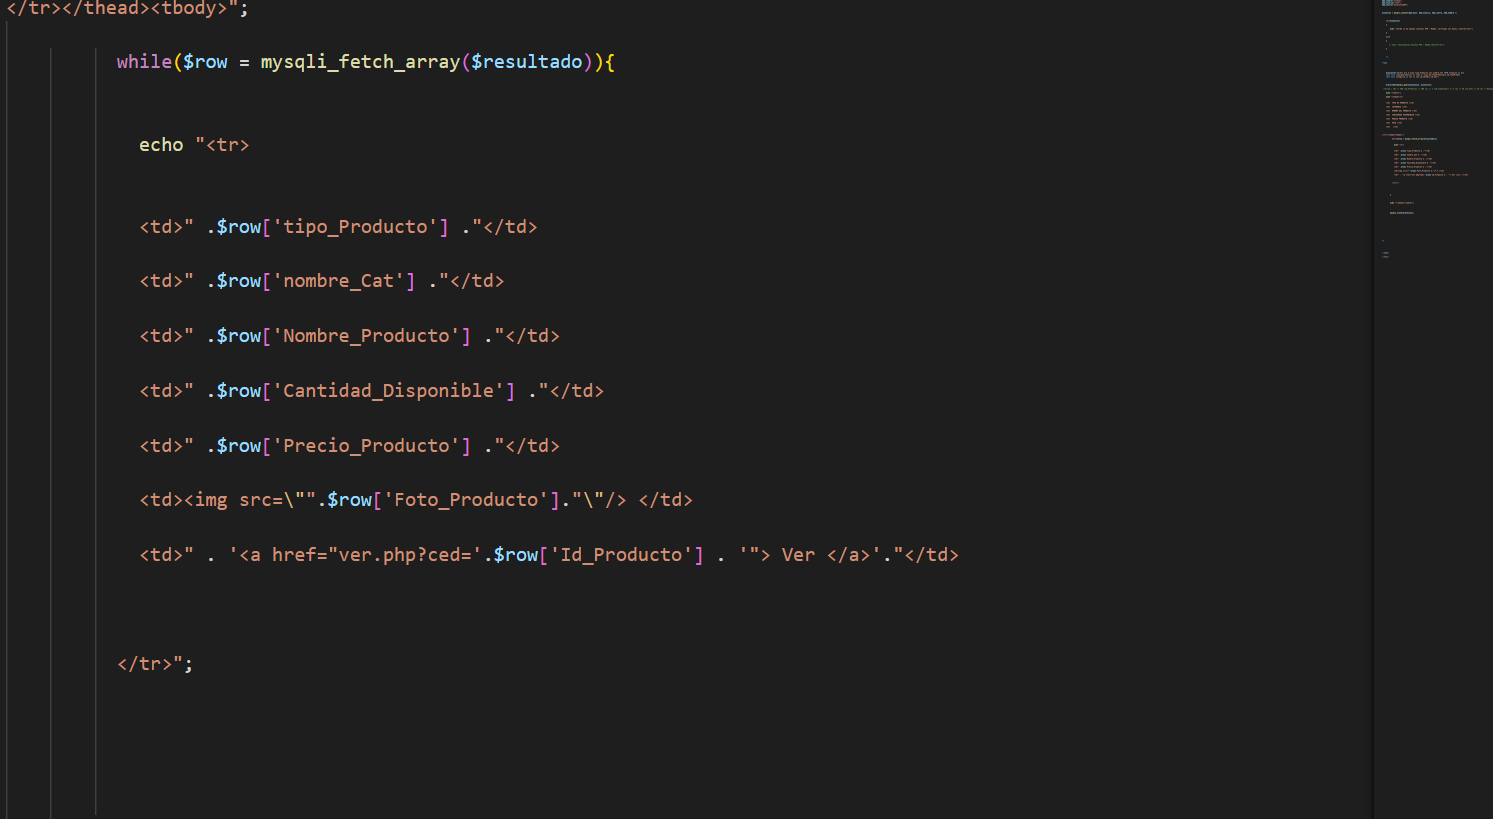 </tr></thead><tbody>";
while($row = mysqli_fetch_array($resultado)){
echo "<tr>
<td>" .$row['tipo_Producto'] ."</td>
<td>" .$row['nombre_Cat'] ."</td>
<td>" .$row['Nombre_Producto'] ."</td>
<td>" .$row['Cantidad_Disponible'] ."</td>
<td>" .$row['Precio_Producto'] ."</td>
<td><img src=\"".$row['Foto_Producto']."\"/> </td>
<td>" . '<a href="ver.php?ced='.$row['Id_Producto'] . '"> Ver </a>'."</td>
</tr>";